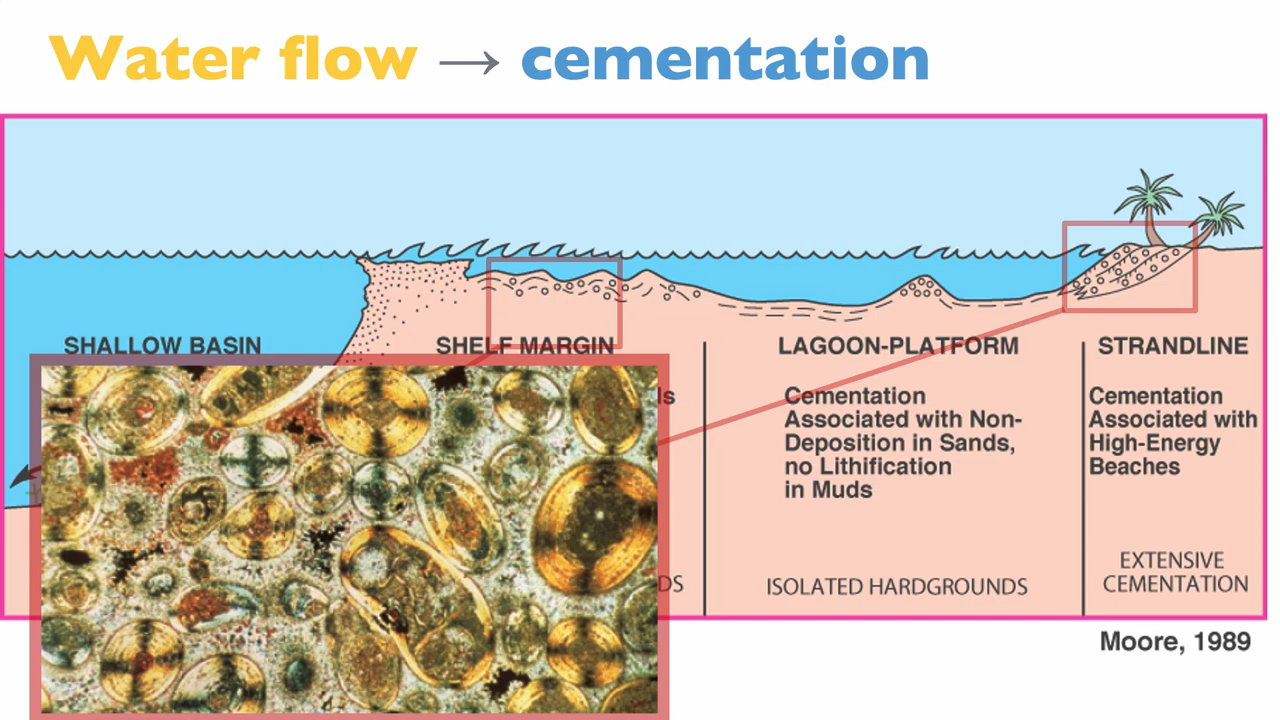 Water flow → cementation
SHALLOW BASIN
SHELF MARGIN
LAGOON-PLATFORM
STRANDLINE
Cementation
Associated with Non-
Deposition in Sands,
no Lithification
in Muds
Cementation
Associated with
High-Energy
Beaches
ISOLATED HARDGROUNDS
EXTENSIVE
CEMENTATION
Moore, 1989